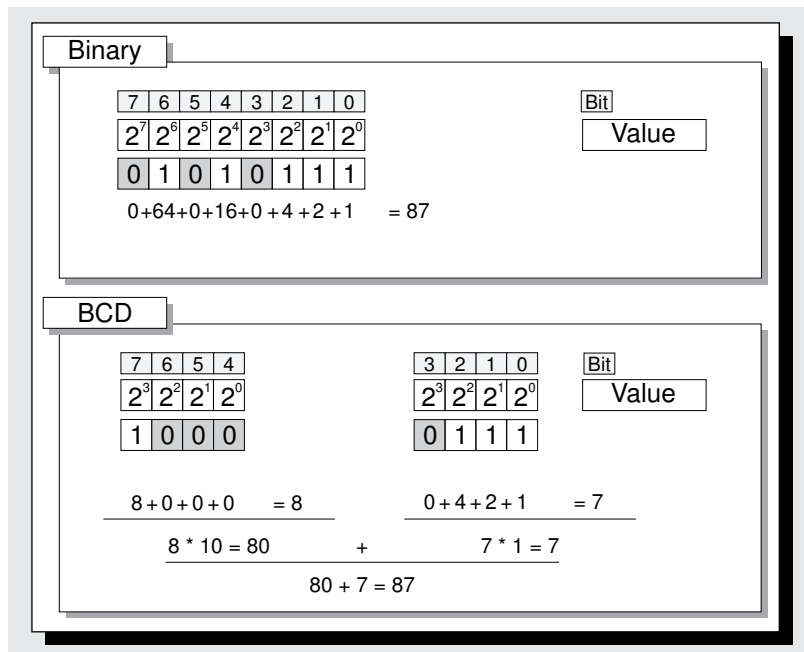 Binary
7 6 5 4 3 2 1 0 Bit
2⁷ 2⁶ 2⁵ 2⁴ 2³ 2² 2¹ 2⁰ Value
0 1 0 1 0 1 1 1
0+64+0+16+0+4+2+1 = 87
BCD
7 6 5 4 3 2 1 0 Bit
2³ 2² 2¹ 2⁰ 2³ 2² 2¹ 2⁰ Value
1 0 0 0 0 1 1 1
8+0+0+0 = 8 0+4+2+1 = 7
8 * 10 = 80 + 7 * 1 = 7
80 + 7 = 87